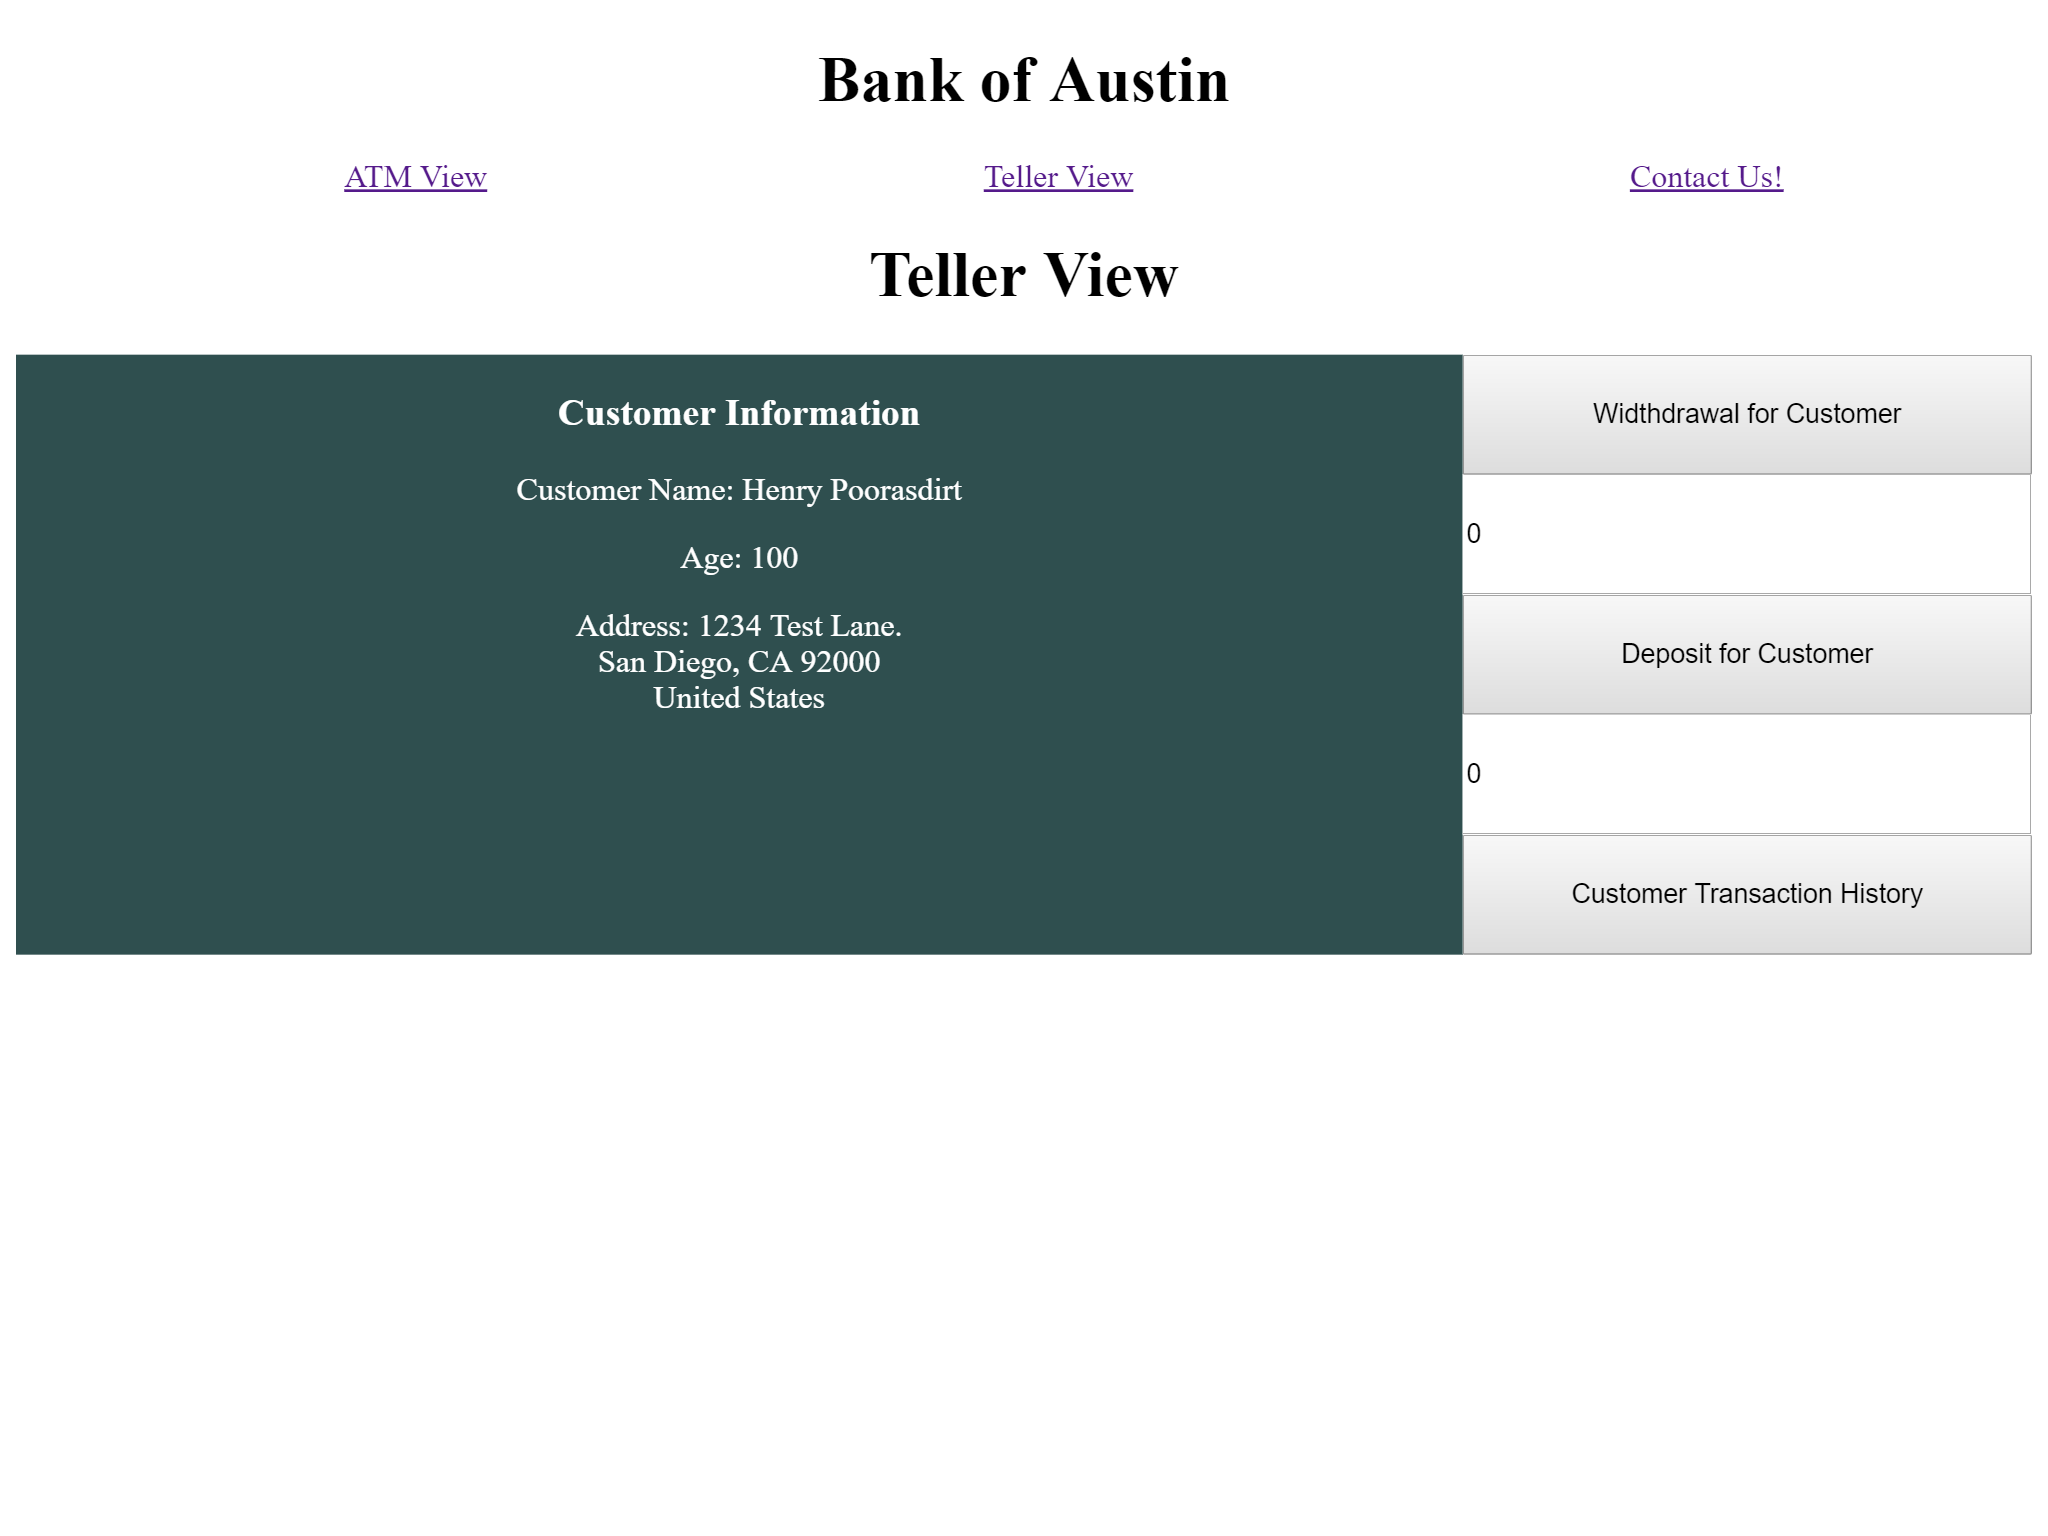 Bank of Austin
ATM View
Teller View
Contact Us!
Teller View
Customer Information
Customer Name: Henry Poorasdirt
Age: 100
Address: 1234 Test Lane.
San Diego, CA 92000
United States
Widthdrawal for Customer
0
Deposit for Customer
0
Customer Transaction History